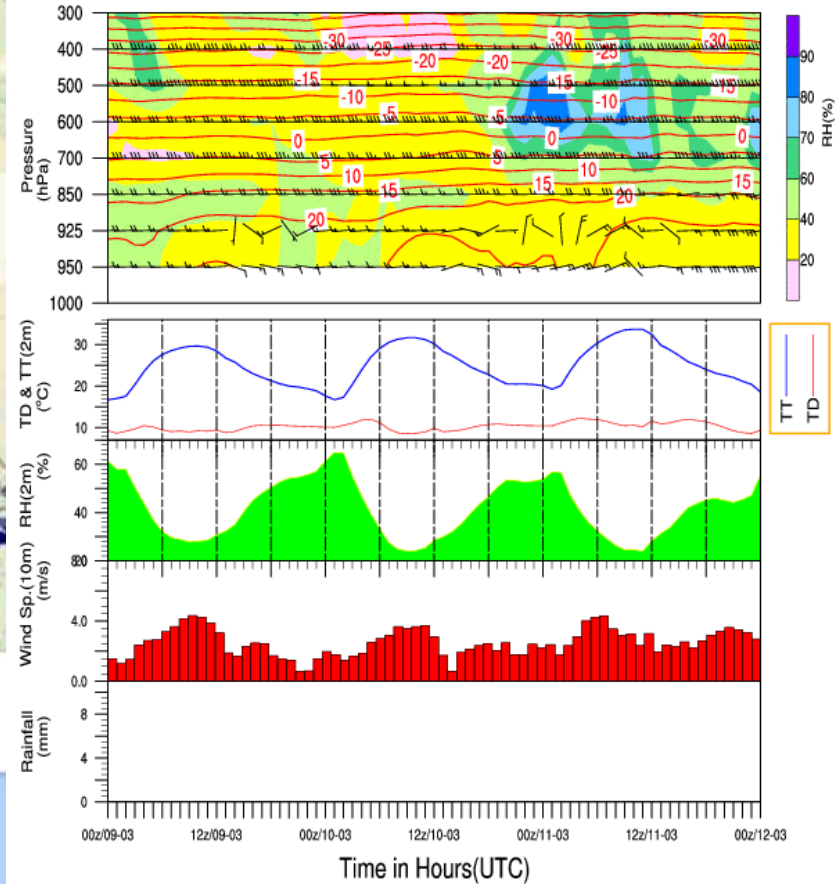 300
400
500
600
700
850
925
950
1000
Pressure
(hPa)
-30 -25 -20 -20 -30 -25 -30
-15 -15 -15
-10 -10
-5 -5
0 0 0
5 5
10 10
15 15 15
20 20
90
80
70
60
40
20
RH(%)
TD & TT(2m)
(°C)
30
20
10
TT
TD
RH(2m)
(%)
60
40
Wind Sp.(10m)
(m/s)
4.0
0.0
Rainfall
(mm)
8
4
0
00z/09-03 12z/09-03 00z/10-03 12z/10-03 00z/11-03 12z/11-03 00z/12-03
Time in Hours(UTC)